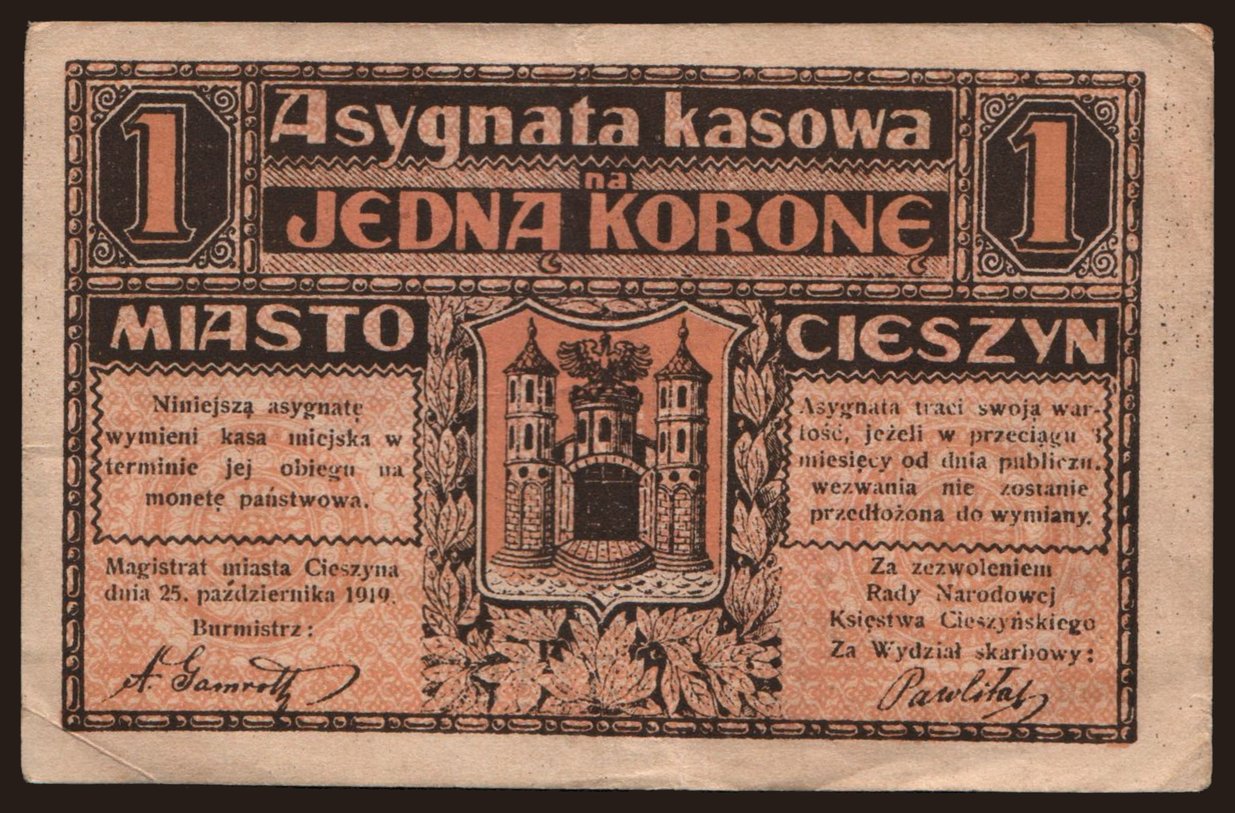 1
Asygnata kasowa
1
na
JEDNĄ KORONĘ
MIASTO
CIESZYN
Niniejszą asygnatę
wymieni kasa miejska w
terminie jej obiegu na
monetę państwową.
Magistrat miasta Cieszyna
dnia 25. października 1919.
Burmistrz:
A. Gamroth
Asygnata traci swoją war-
tość, jeżeli w przeciągu 3
miesięcy od dnia publiczn.
wezwania nie zostanie
przedłożona do wymiany.
Za zezwoleniem
Rady Narodowej
Księstwa Cieszyńskiego
Za Wydział skarbowy: